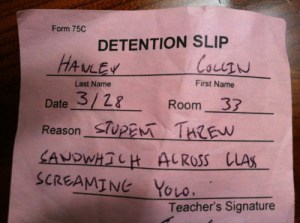 Form 75C
DETENTION SLIP
HANLEY COLLIN
Last Name First Name
Date 3/28 Room 33
Reason STUDENT THREW
SANDWHICH ACROSS CLASS
SCREAMING YOLO.
Teacher's Signature